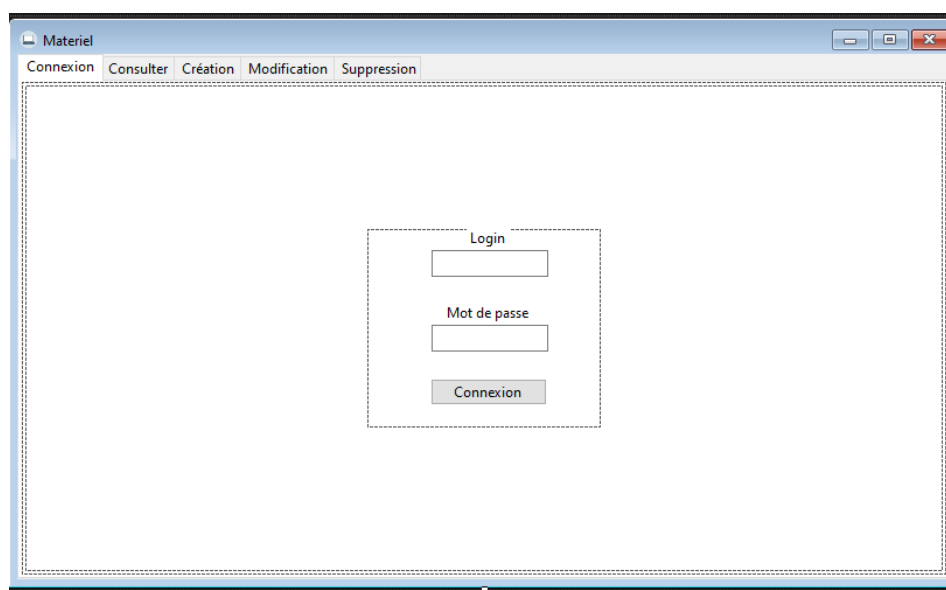 Materiel
Connexion Consulter Création Modification Suppression
Login
Mot de passe
Connexion